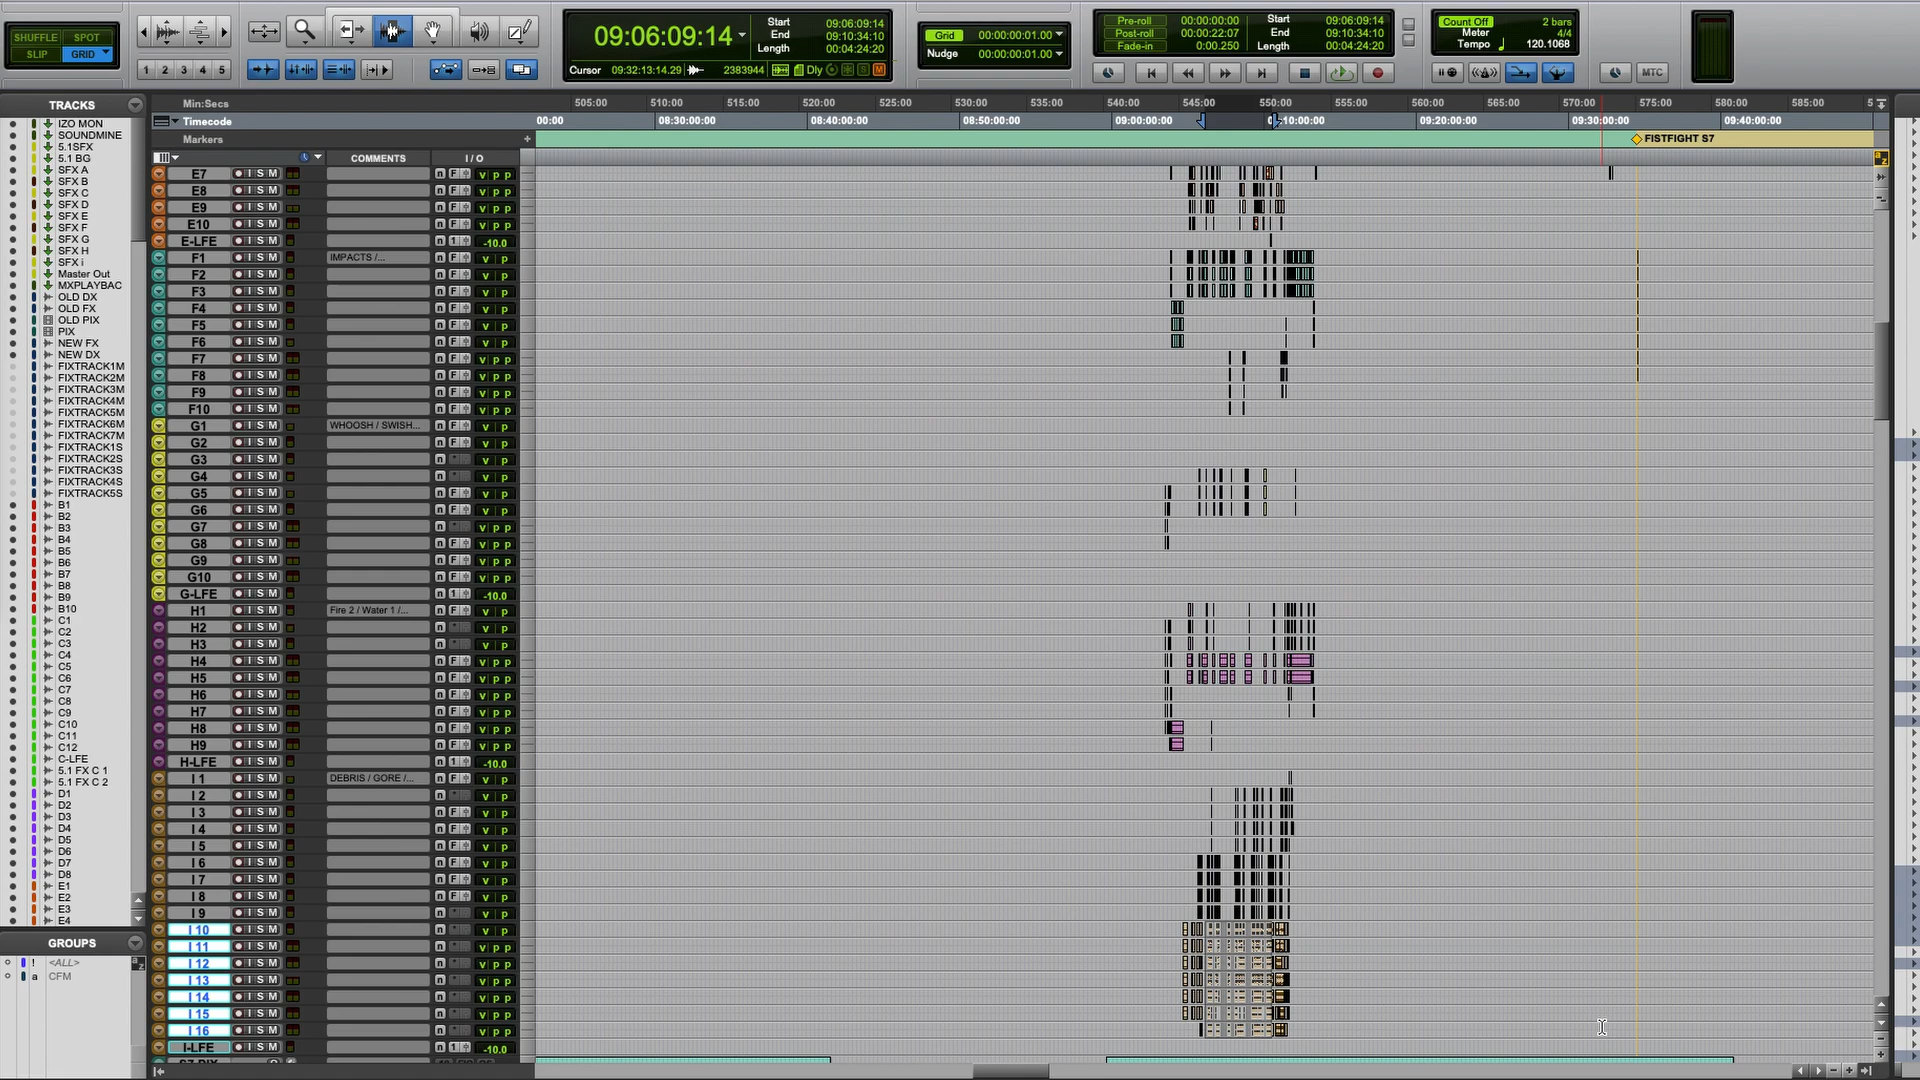 SHUFFLE SPOT
SLIP GRID
1 2 3 4 5
09:06:09:14
Start 09:06:09:14
End 09:10:34:10
Length 00:04:24:20
Cursor 09:32:13:14.29 2383944 Dly
Grid 00:00:00:01.00
Nudge 00:00:00:01.00
Pre-roll 00:00:00:00
Post-roll 00:00:22:07
Fade-in 0:00.250
Start 09:06:09:14
End 09:10:34:10
Length 00:04:24:20
Count Off 2 bars
Meter 4/4
Tempo 120.1068
MTC
TRACKS
IZO MON
SOUNDMINE
5.1SFX
5.1 BG
SFX A
SFX B
SFX C
SFX D
SFX E
SFX F
SFX G
SFX H
SFX i
Master Out
MXPLAYBAC
OLD DX
OLD FX
OLD PIX
PIX
NEW FX
NEW DX
FIXTRACK1M
FIXTRACK2M
FIXTRACK3M
FIXTRACK4M
FIXTRACK5M
FIXTRACK6M
FIXTRACK7M
FIXTRACK1S
FIXTRACK2S
FIXTRACK3S
FIXTRACK4S
FIXTRACK5S
B1
B2
B3
B4
B5
B6
B7
B8
B9
B10
C1
C2
C3
C4
C5
C6
C7
C8
C9
C10
C11
C12
C-LFE
5.1 FX C 1
5.1 FX C 2
D1
D2
D3
D4
D5
D6
D7
D8
E1
E2
E3
E4
GROUPS
! <ALL>
a CFM
Min:Secs 505:00 510:00 515:00 520:00 525:00 530:00 535:00 540:00 545:00 550:00 555:00 560:00 565:00 570:00 575:00 580:00 585:00
Timecode 00:00 08:30:00:00 08:40:00:00 08:50:00:00 09:00:00:00 09:10:00:00 09:20:00:00 09:30:00:00 09:40:00:00
Markers FISTFIGHT S7
COMMENTS I / O
E7 I S M n F v p p
E8 I S M n F v p p
E9 I S M n F v p p
E10 I S M n F v p p
E-LFE I S M n 1 -10.0
F1 I S M IMPACTS /... n F v p
F2 I S M n F v p
F3 I S M n F v p
F4 I S M n F v p
F5 I S M n F v p
F6 I S M n F v p
F7 I S M n F v p p
F8 I S M n F v p p
F9 I S M n F v p p
F10 I S M n F v p p
G1 I S M WHOOSH / SWISH... n F v p
G2 I S M n F v p
G3 I S M n v p
G4 I S M n F v p
G5 I S M n F v p
G6 I S M n F v p
G7 I S M n v p p
G8 I S M n F v p p
G9 I S M n F v p p
G10 I S M n F v p p
G-LFE I S M n 1 -10.0
H1 I S M Fire 2 / Water 1 /... n F v p
H2 I S M n v p
H3 I S M n v p
H4 I S M n F v p p
H5 I S M n F v p p
H6 I S M n F v p p
H7 I S M n F v p p
H8 I S M n F v p p
H9 I S M n F v p p
H-LFE I S M n 1 -10.0
I 1 I S M DEBRIS / GORE /... n F v p
I 2 I S M n v p
I 3 I S M n F v p
I 4 I S M n F v p
I 5 I S M n F v p
I 6 I S M n F v p
I 7 I S M n F v p
I 8 I S M n F v p
I 9 I S M n v p
I 10 I S M n v p
I 11 I S M n v p p
I 12 I S M n v p p
I 13 I S M n v p p
I 14 I S M n v p p
I 15 I S M n v p p
I 16 I S M n v p p
I-LFE I S M n 1 -10.0